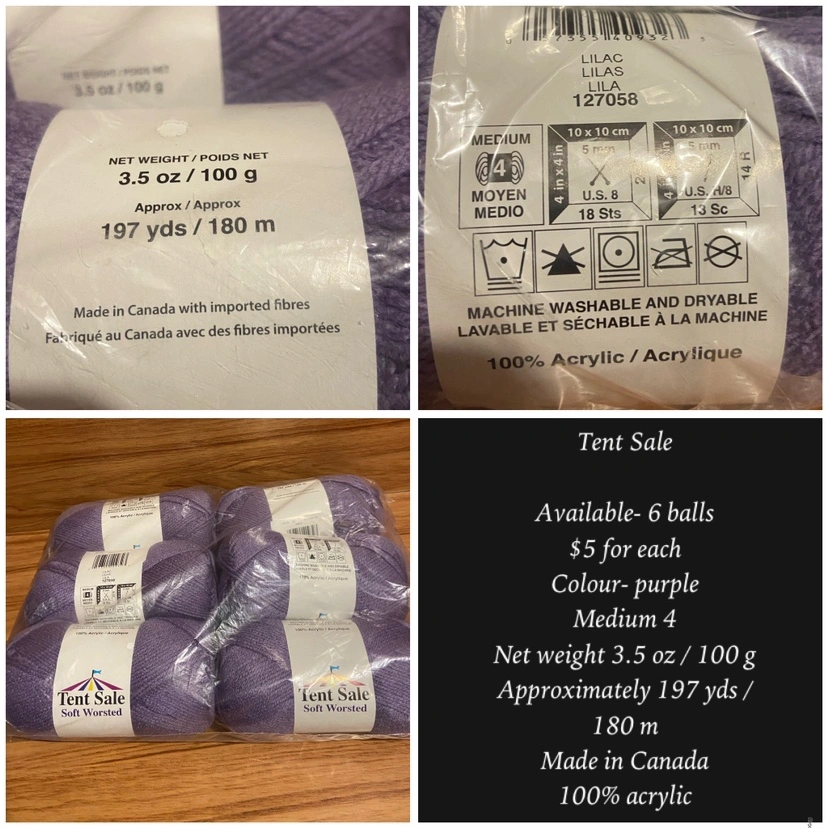 NET WEIGHT / POIDS NET
3.5 oz / 100 g
NET WEIGHT / POIDS NET
3.5 oz / 100 g
Approx / Approx
197 yds / 180 m
Made in Canada with imported fibres
Fabriqué au Canada avec des fibres importées
LILAC
LILAS
LILA
127058
MEDIUM
4
MOYEN
MEDIO
10 x 10 cm
4 in x 4 in
5 mm
U.S. 8
18 Sts
10 x 10 cm
5 mm
14 R
U.S. H/8
13 Sc
MACHINE WASHABLE AND DRYABLE
LAVABLE ET SÉCHABLE À LA MACHINE
100% Acrylic / Acrylique
100% Acrylic / Acrylique
Tent Sale
Soft Worsted
100% Acrylic / Acrylique
Tent Sale
Soft Worsted
Tent Sale
Available- 6 balls
$5 for each
Colour- purple
Medium 4
Net weight 3.5 oz / 100 g
Approximately 197 yds /
180 m
Made in Canada
100% acrylic